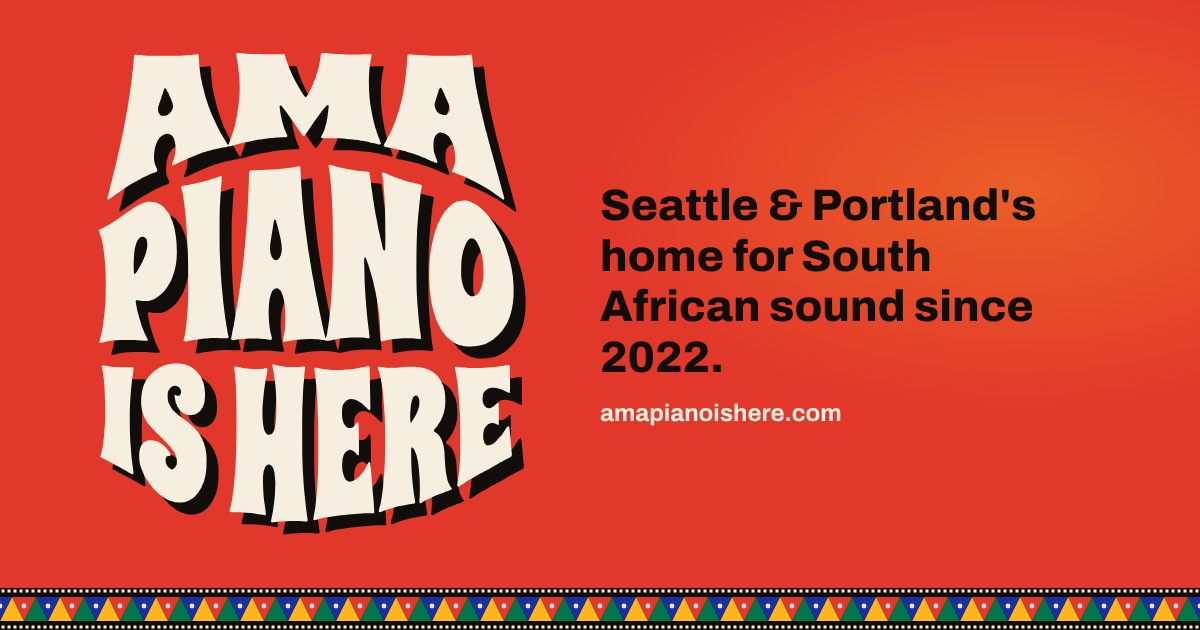 AMA
PIANO
IS HERE
Seattle & Portland's
home for South
African sound since
2022.
amapianoishere.com